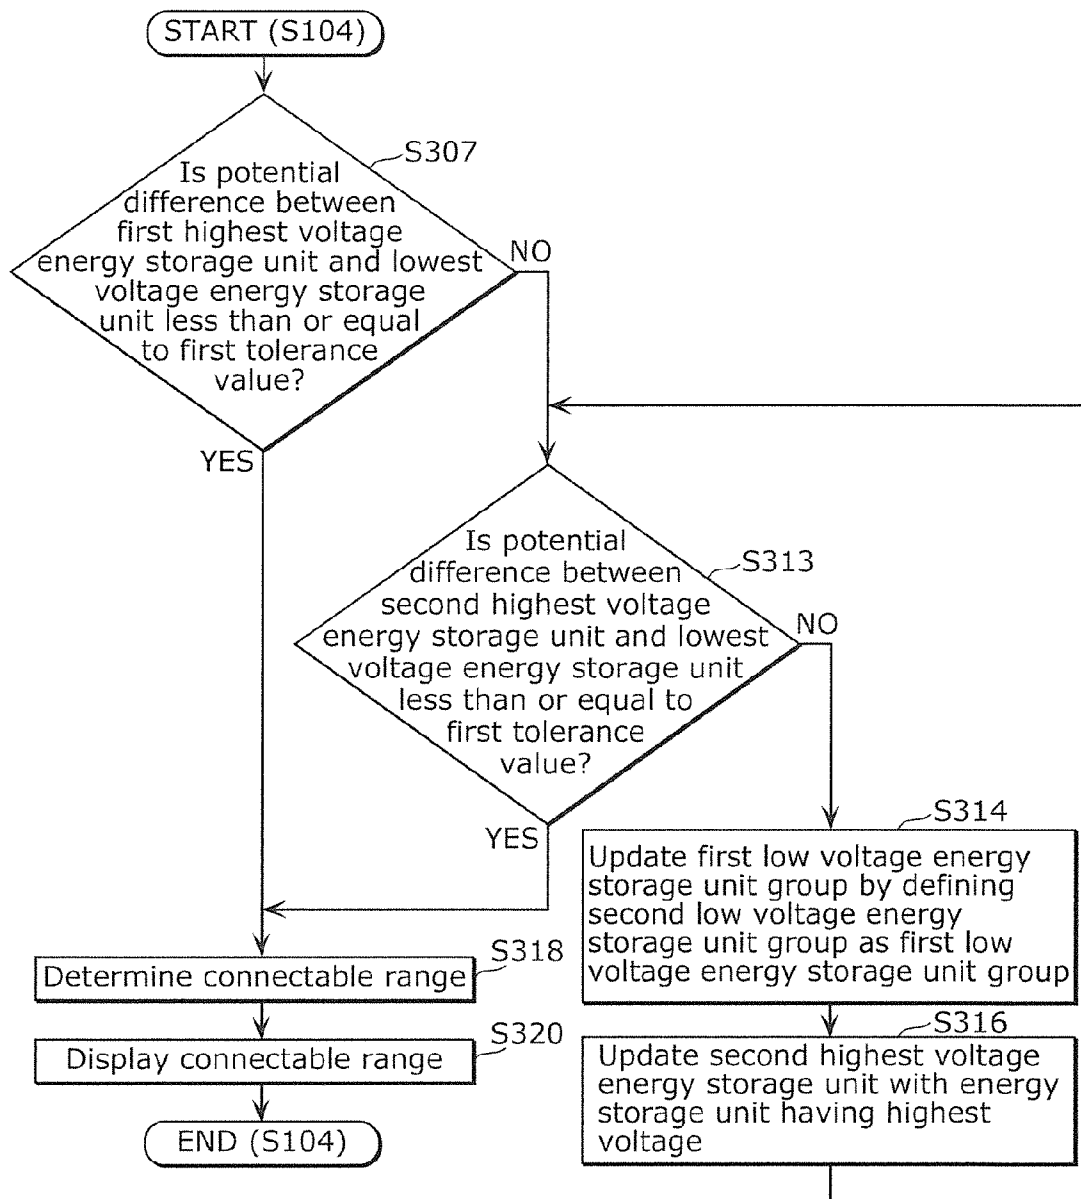 START (S104)
S307
Is potential
difference between
first highest voltage
energy storage unit and lowest
voltage energy storage
unit less than or equal
to first tolerance
value?
NO
YES
S313
Is potential
difference between
second highest voltage
energy storage unit and lowest
voltage energy storage unit
less than or equal to
first tolerance
value?
NO
YES
S314
Update first low voltage energy
storage unit group by defining
second low voltage energy
storage unit group as first low
voltage energy storage unit group
S318
Determine connectable range
S316
Update second highest voltage
energy storage unit with energy
storage unit having highest
voltage
S320
Display connectable range
END (S104)